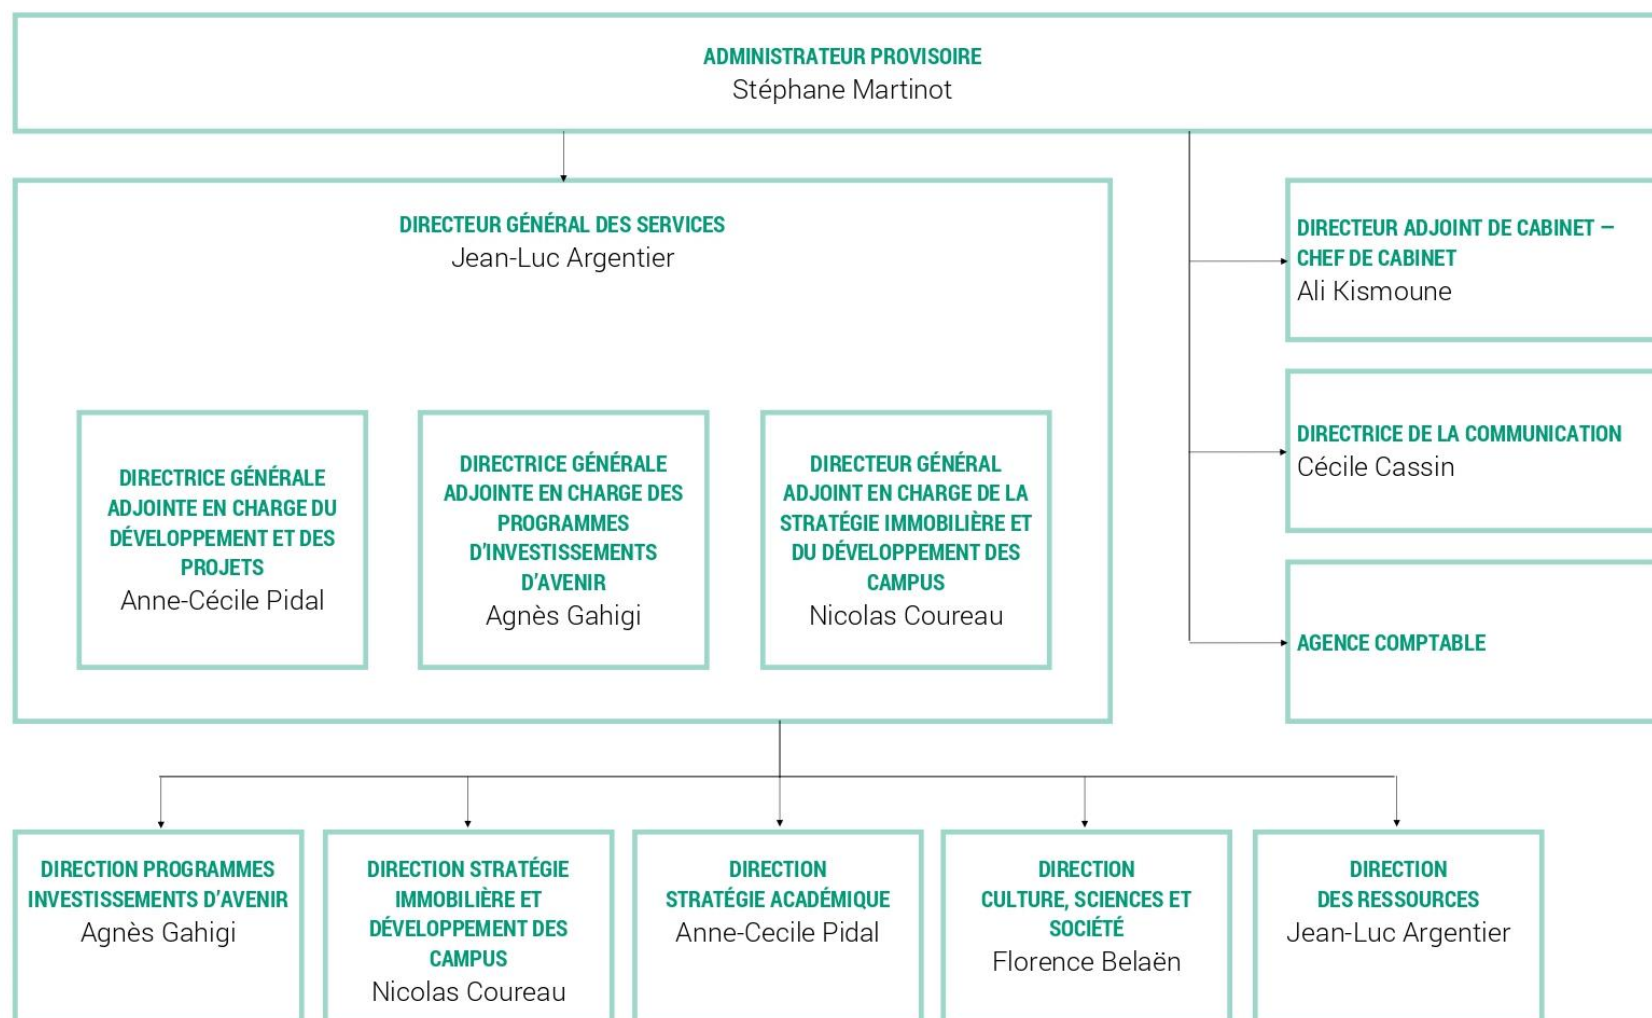 ADMINISTRATEUR PROVISOIRE
Stéphane Martinot
DIRECTEUR GÉNÉRAL DES SERVICES
Jean-Luc Argentier
DIRECTRICE GÉNÉRALE
ADJOINTE EN CHARGE DU
DÉVELOPPEMENT ET DES
PROJETS
Anne-Cécile Pidal
DIRECTRICE GÉNÉRALE
ADJOINTE EN CHARGE DES
PROGRAMMES
D'INVESTISSEMENTS
D'AVENIR
Agnès Gahigi
DIRECTEUR GÉNÉRAL
ADJOINT EN CHARGE DE LA
STRATÉGIE IMMOBILIÈRE ET
DU DÉVELOPPEMENT DES
CAMPUS
Nicolas Coureau
DIRECTEUR ADJOINT DE CABINET –
CHEF DE CABINET
Ali Kismoune
DIRECTRICE DE LA COMMUNICATION
Cécile Cassin
AGENCE COMPTABLE
DIRECTION PROGRAMMES
INVESTISSEMENTS D'AVENIR
Agnès Gahigi
DIRECTION STRATÉGIE
IMMOBILIÈRE ET
DÉVELOPPEMENT DES
CAMPUS
Nicolas Coureau
DIRECTION
STRATÉGIE ACADÉMIQUE
Anne-Cecile Pidal
DIRECTION
CULTURE, SCIENCES ET
SOCIÉTÉ
Florence Belaën
DIRECTION
DES RESSOURCES
Jean-Luc Argentier